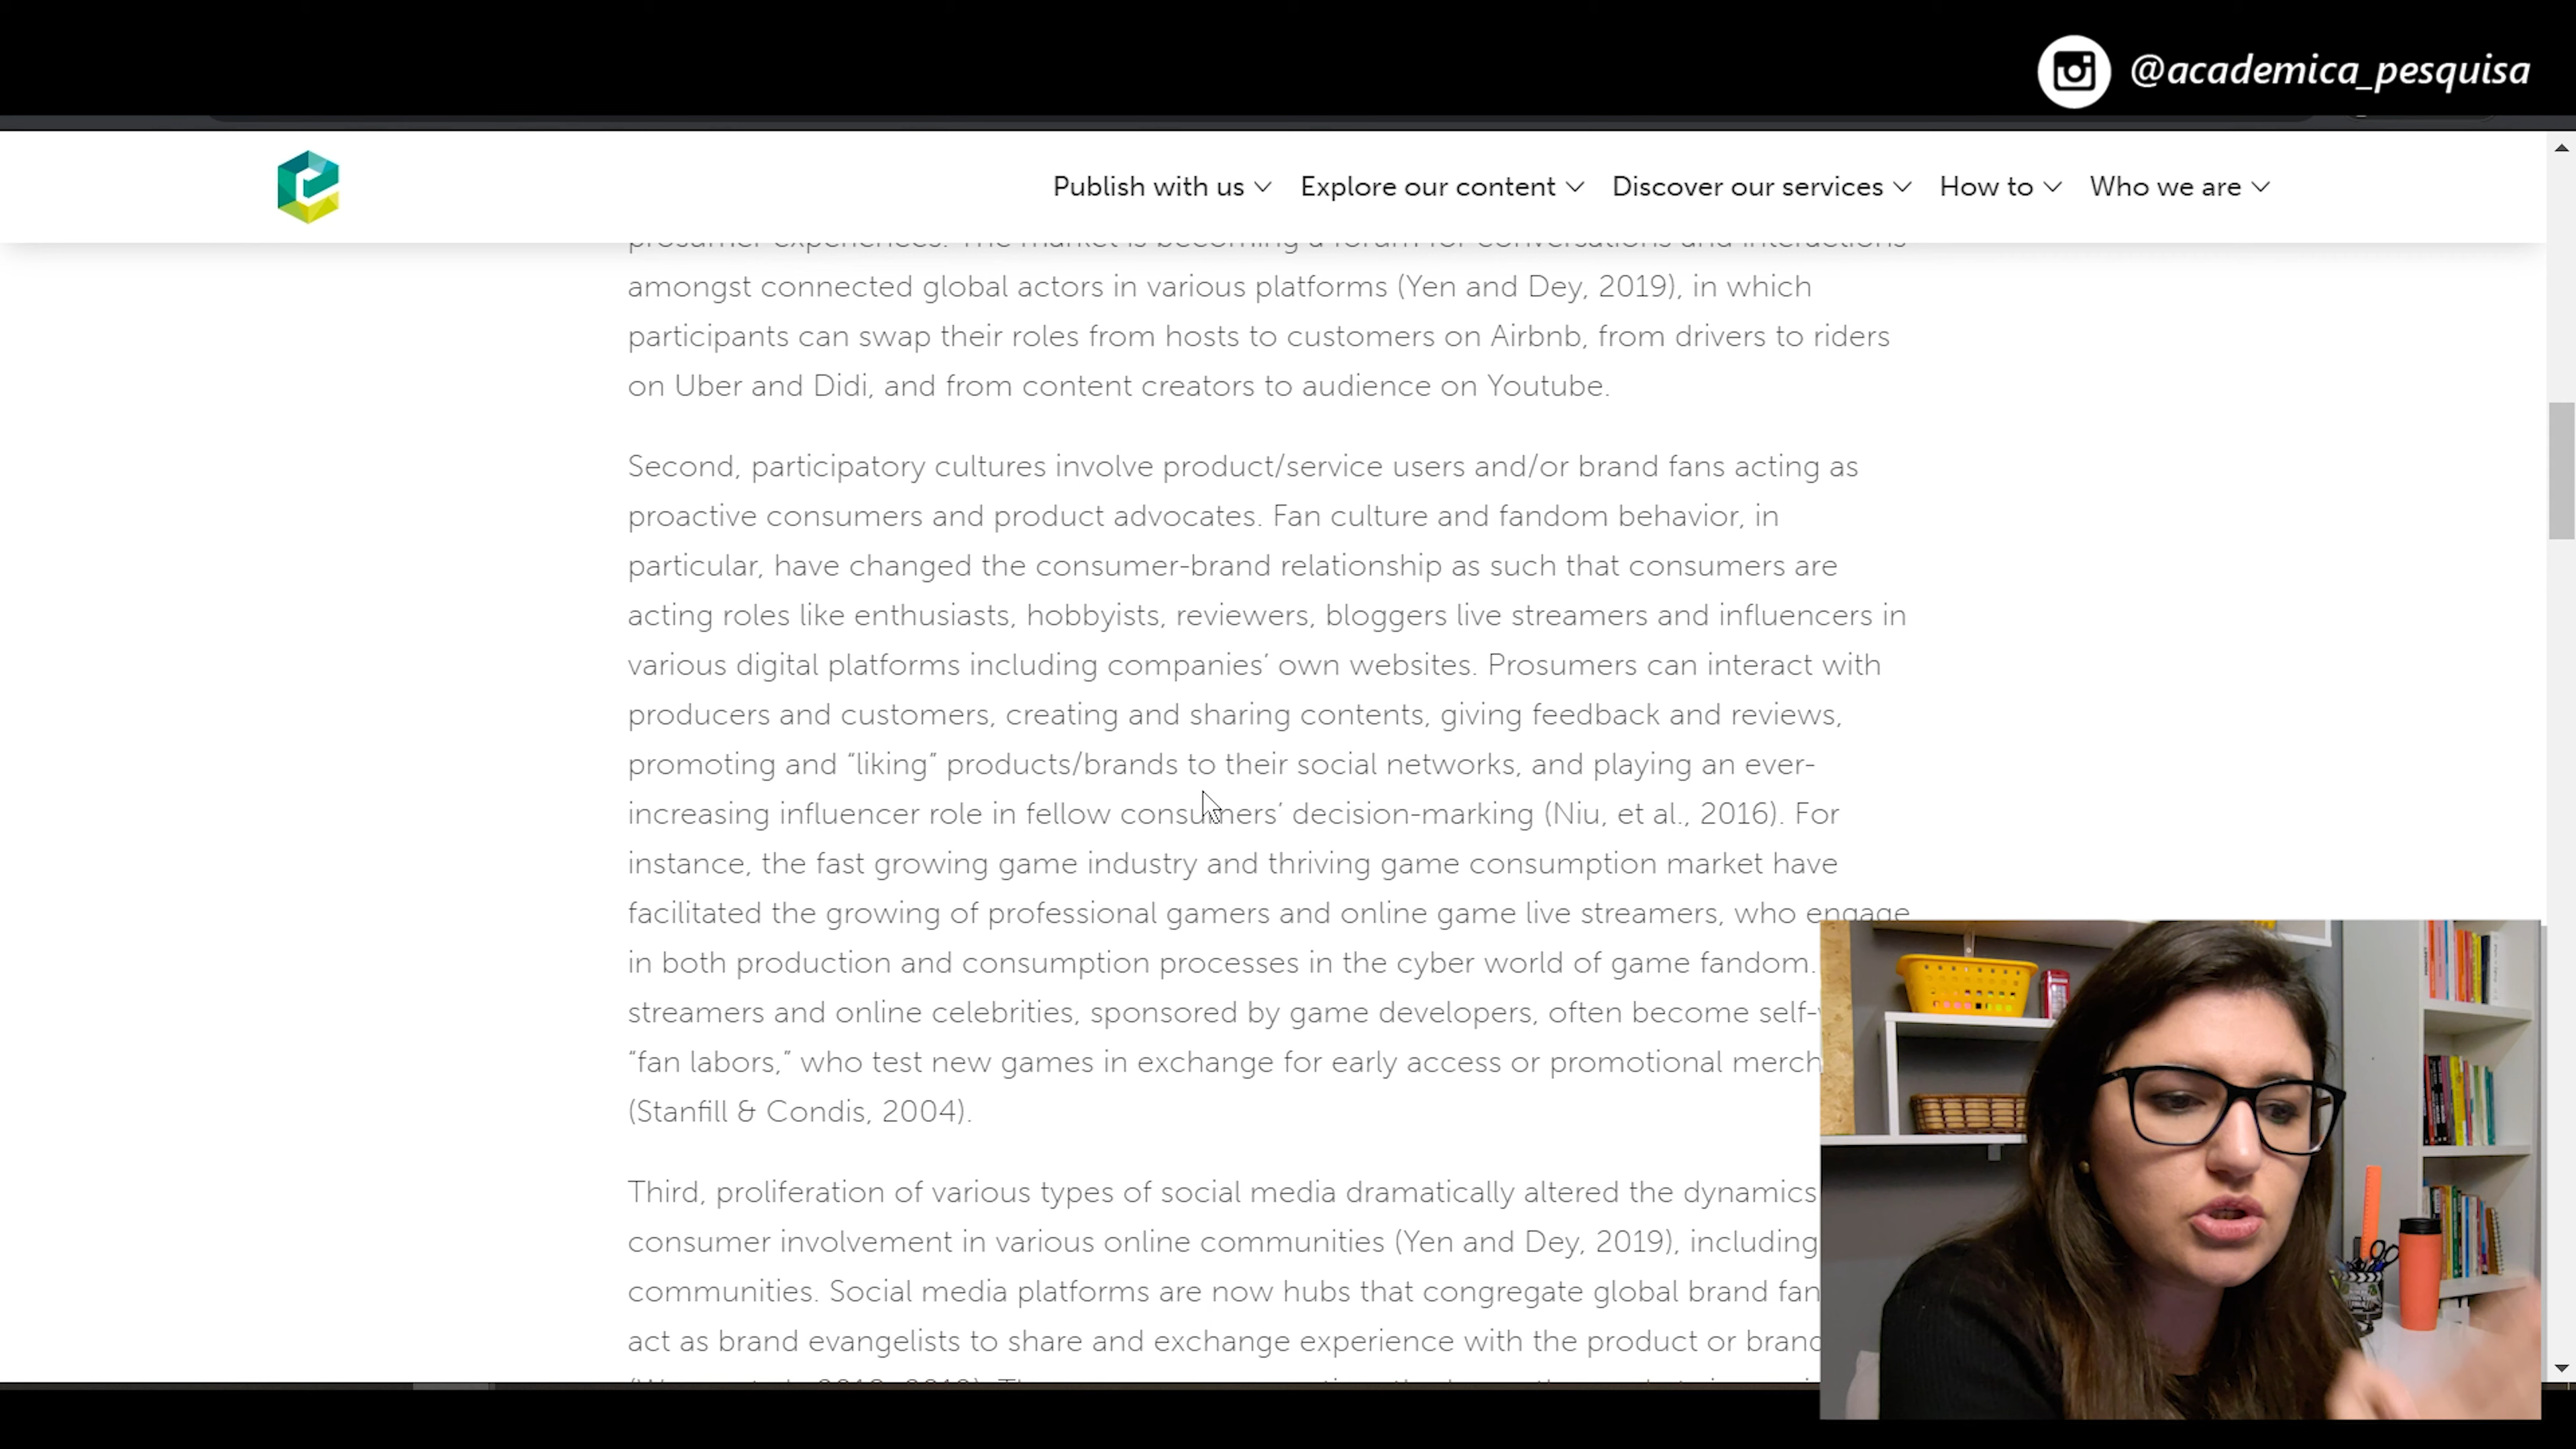 @academica_pesquisa
Publish with us Explore our content Discover our services How to Who we are
prosumer experiences. The market is becoming a forum for conversations and interactions
amongst connected global actors in various platforms (Yen and Dey, 2019), in which
participants can swap their roles from hosts to customers on Airbnb, from drivers to riders
on Uber and Didi, and from content creators to audience on Youtube.
Second, participatory cultures involve product/service users and/or brand fans acting as
proactive consumers and product advocates. Fan culture and fandom behavior, in
particular, have changed the consumer-brand relationship as such that consumers are
acting roles like enthusiasts, hobbyists, reviewers, bloggers live streamers and influencers in
various digital platforms including companies’ own websites. Prosumers can interact with
producers and customers, creating and sharing contents, giving feedback and reviews,
promoting and “liking” products/brands to their social networks, and playing an ever-
increasing influencer role in fellow consumers’ decision-marking (Niu, et al., 2016). For
instance, the fast growing game industry and thriving game consumption market have
facilitated the growing of professional gamers and online game live streamers, who engage
in both production and consumption processes in the cyber world of game fandom.
streamers and online celebrities, sponsored by game developers, often become self-
“fan labors,” who test new games in exchange for early access or promotional merch
(Stanfill & Condis, 2004).
Third, proliferation of various types of social media dramatically altered the dynamics
consumer involvement in various online communities (Yen and Dey, 2019), including
communities. Social media platforms are now hubs that congregate global brand fan
act as brand evangelists to share and exchange experience with the product or brand